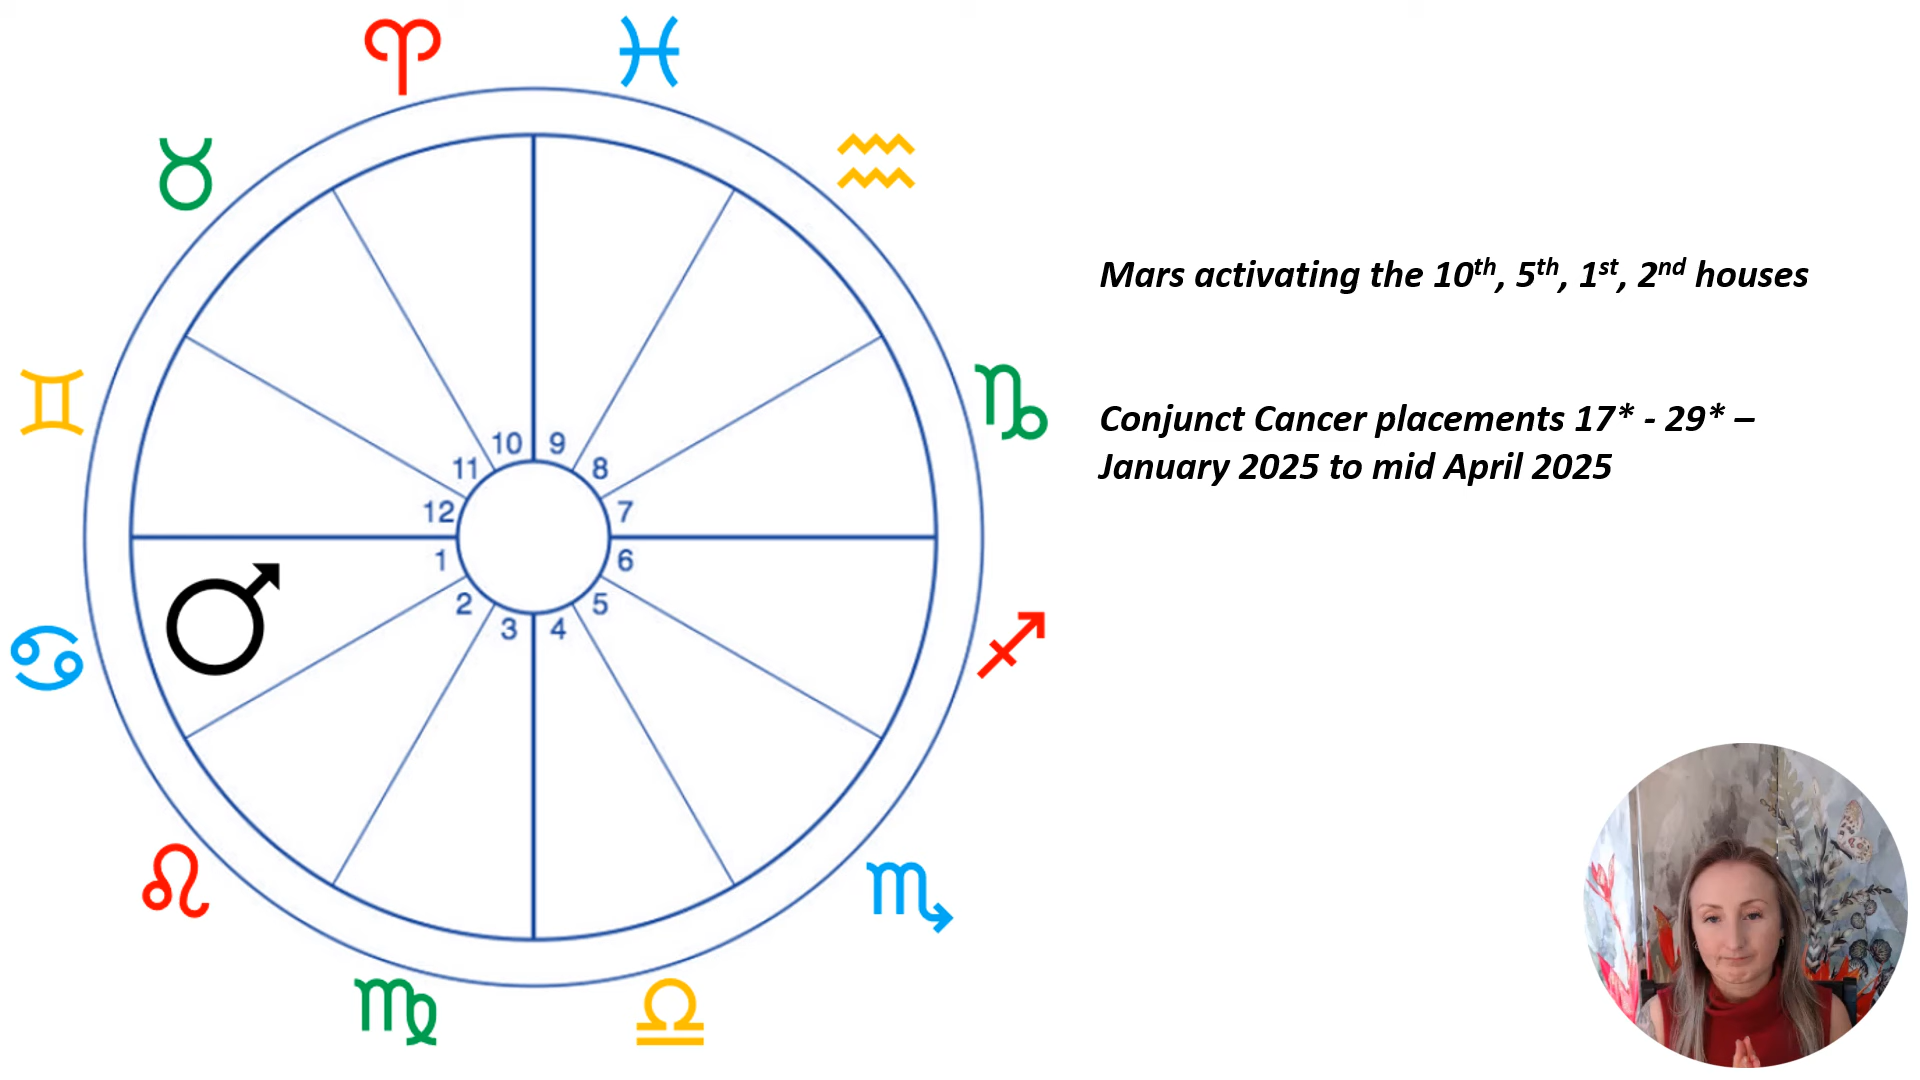 Mars activating the 10th, 5th, 1st, 2nd houses
Conjunct Cancer placements 17* - 29* –
January 2025 to mid April 2025
10 9
11 8
12 7
1 6
2 5
3 4